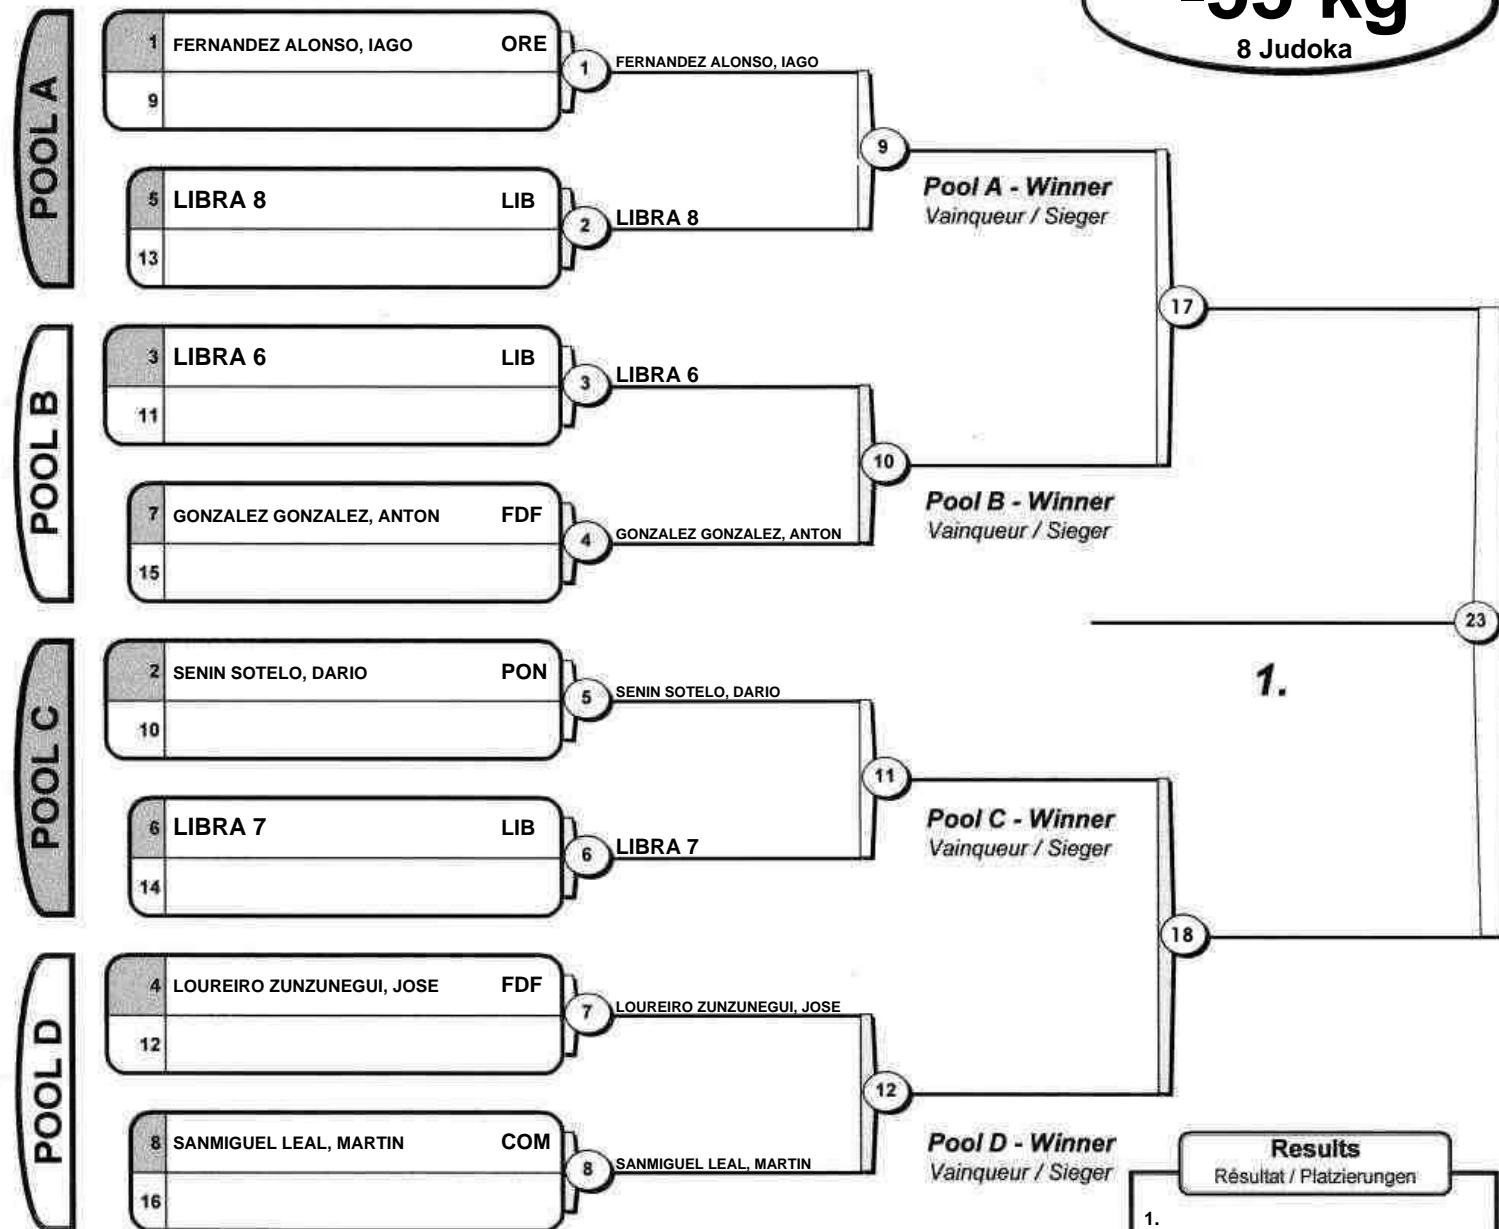 8 Judoka
POOL A
1 FERNANDEZ ALONSO, IAGO ORE
9
1 FERNANDEZ ALONSO, IAGO
5 LIBRA 8 LIB
13
2 LIBRA 8
9
Pool A - Winner
Vainqueur / Sieger
17
POOL B
3 LIBRA 6 LIB
11
3 LIBRA 6
7 GONZALEZ GONZALEZ, ANTON FDF
15
4 GONZALEZ GONZALEZ, ANTON
10
Pool B - Winner
Vainqueur / Sieger
23
1.
POOL C
2 SENIN SOTELO, DARIO PON
10
5 SENIN SOTELO, DARIO
6 LIBRA 7 LIB
14
6 LIBRA 7
11
Pool C - Winner
Vainqueur / Sieger
18
POOL D
4 LOUREIRO ZUNZUNEGUI, JOSE FDF
12
7 LOUREIRO ZUNZUNEGUI, JOSE
8 SANMIGUEL LEAL, MARTIN COM
16
8 SANMIGUEL LEAL, MARTIN
12
Pool D - Winner
Vainqueur / Sieger
Results
Résultat / Platzierungen
1.